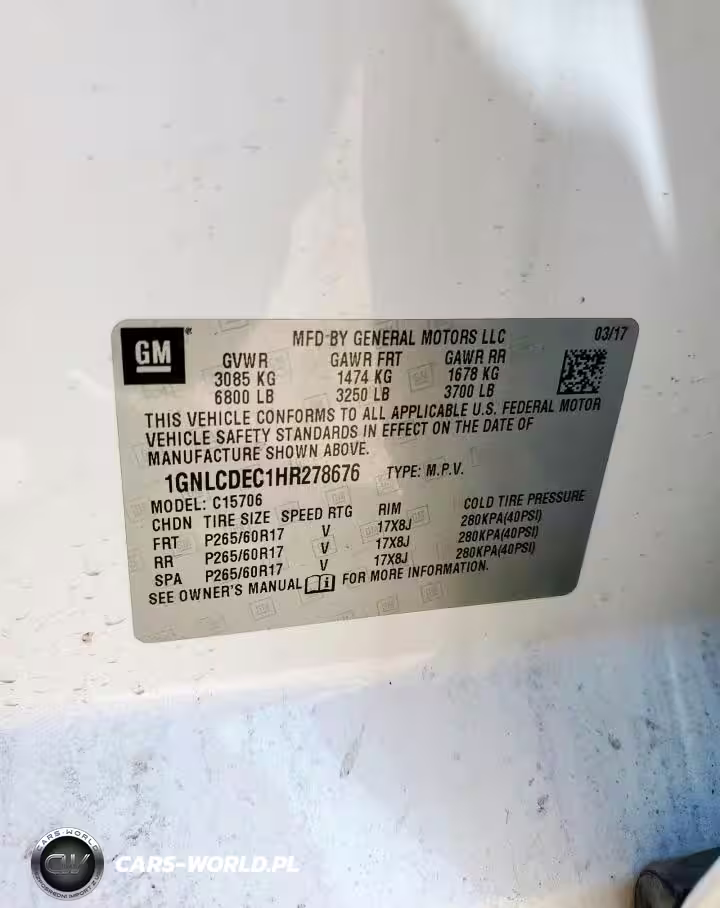 GM
MFD BY GENERAL MOTORS LLC 03/17
GVWR GAWR FRT GAWR RR
3085 KG 1474 KG 1678 KG
6800 LB 3250 LB 3700 LB
THIS VEHICLE CONFORMS TO ALL APPLICABLE U.S. FEDERAL MOTOR
VEHICLE SAFETY STANDARDS IN EFFECT ON THE DATE OF
MANUFACTURE SHOWN ABOVE.
1GNLCDEC1HR278676 TYPE: M.P.V.
MODEL: C15706
CHDN TIRE SIZE SPEED RTG RIM COLD TIRE PRESSURE
FRT P265/60R17 V 17X8J 280KPA(40PSI)
RR P265/60R17 V 17X8J 280KPA(40PSI)
SPA P265/60R17 V 17X8J 280KPA(40PSI)
SEE OWNER'S MANUAL i FOR MORE INFORMATION.
CARS-WORLD
CW
CARS-WORLD.PL